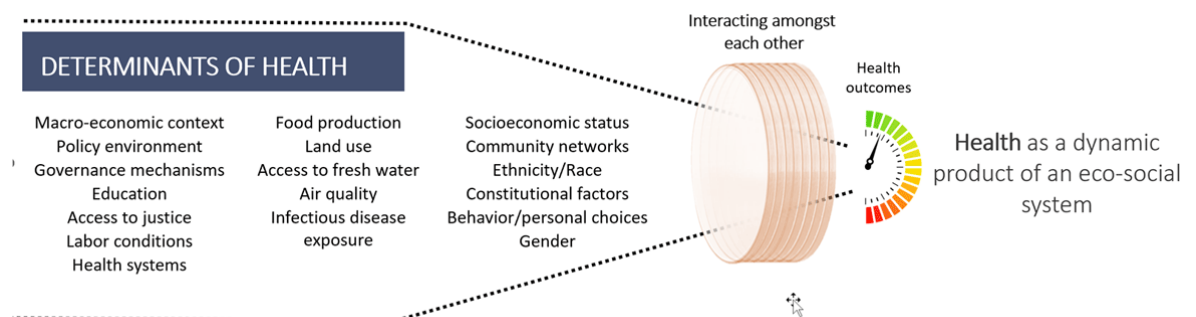 Interacting amongst
each other
DETERMINANTS OF HEALTH
Health
outcomes
Macro-economic context
Policy environment
Governance mechanisms
Education
Access to justice
Labor conditions
Health systems
Food production
Land use
Access to fresh water
Air quality
Infectious disease
exposure
Socioeconomic status
Community networks
Ethnicity/Race
Constitutional factors
Behavior/personal choices
Gender
Health as a dynamic
product of an eco-social
system